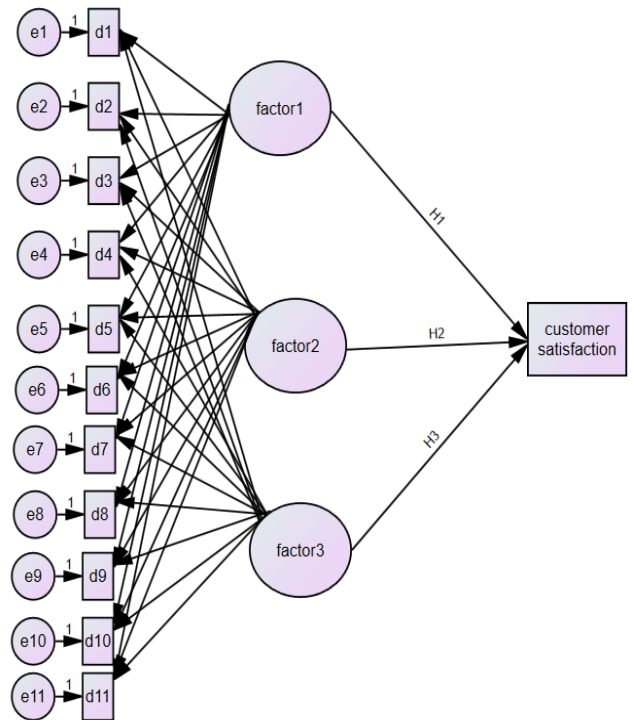 e1 1 d1
e2 1 d2
e3 1 d3
e4 1 d4
e5 1 d5
e6 1 d6
e7 1 d7
e8 1 d8
e9 1 d9
e10 1 d10
e11 1 d11
factor1
factor2
factor3
H1
H2
H3
customer
satisfaction